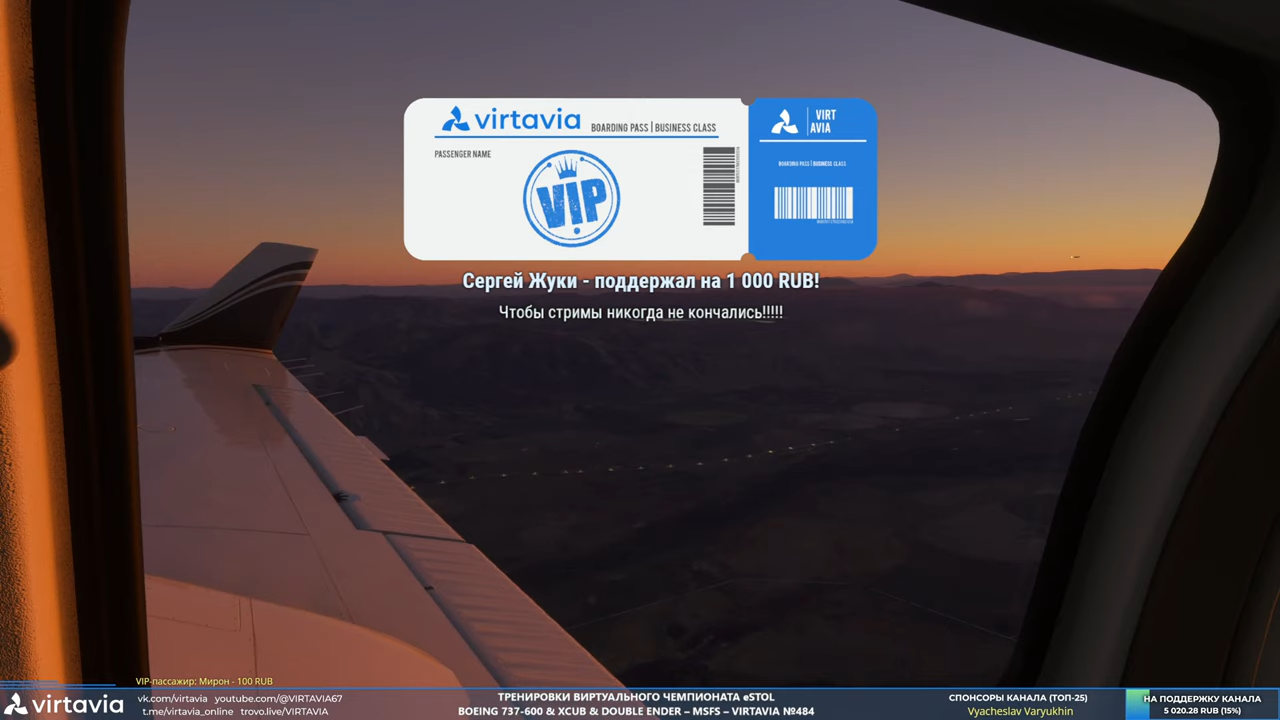 virtavia
BOARDING PASS | BUSINESS CLASS
PASSENGER NAME
VIP
VIRT
AVIA
BOARDING PASS | BUSINESS CLASS
Сергей Жуки - поддержал на 1 000 RUB!
Чтобы стримы никогда не кончались!!!!!
VIP-пассажир: Мирон - 100 RUB
virtavia
vk.com/virtavia youtube.com/@VIRTAVIA67
t.me/virtavia_online trovo.live/VIRTAVIA
ТРЕНИРОВКИ ВИРТУАЛЬНОГО ЧЕМПИОНАТА eSTOL
BOEING 737-600 & XCUB & DOUBLE ENDER – MSFS – VIRTAVIA №484
СПОНСОРЫ КАНАЛА (ТОП-25)
Vyacheslav Varyukhin
НА ПОДДЕРЖКУ КАНАЛА
5 020.28 RUB (15%)